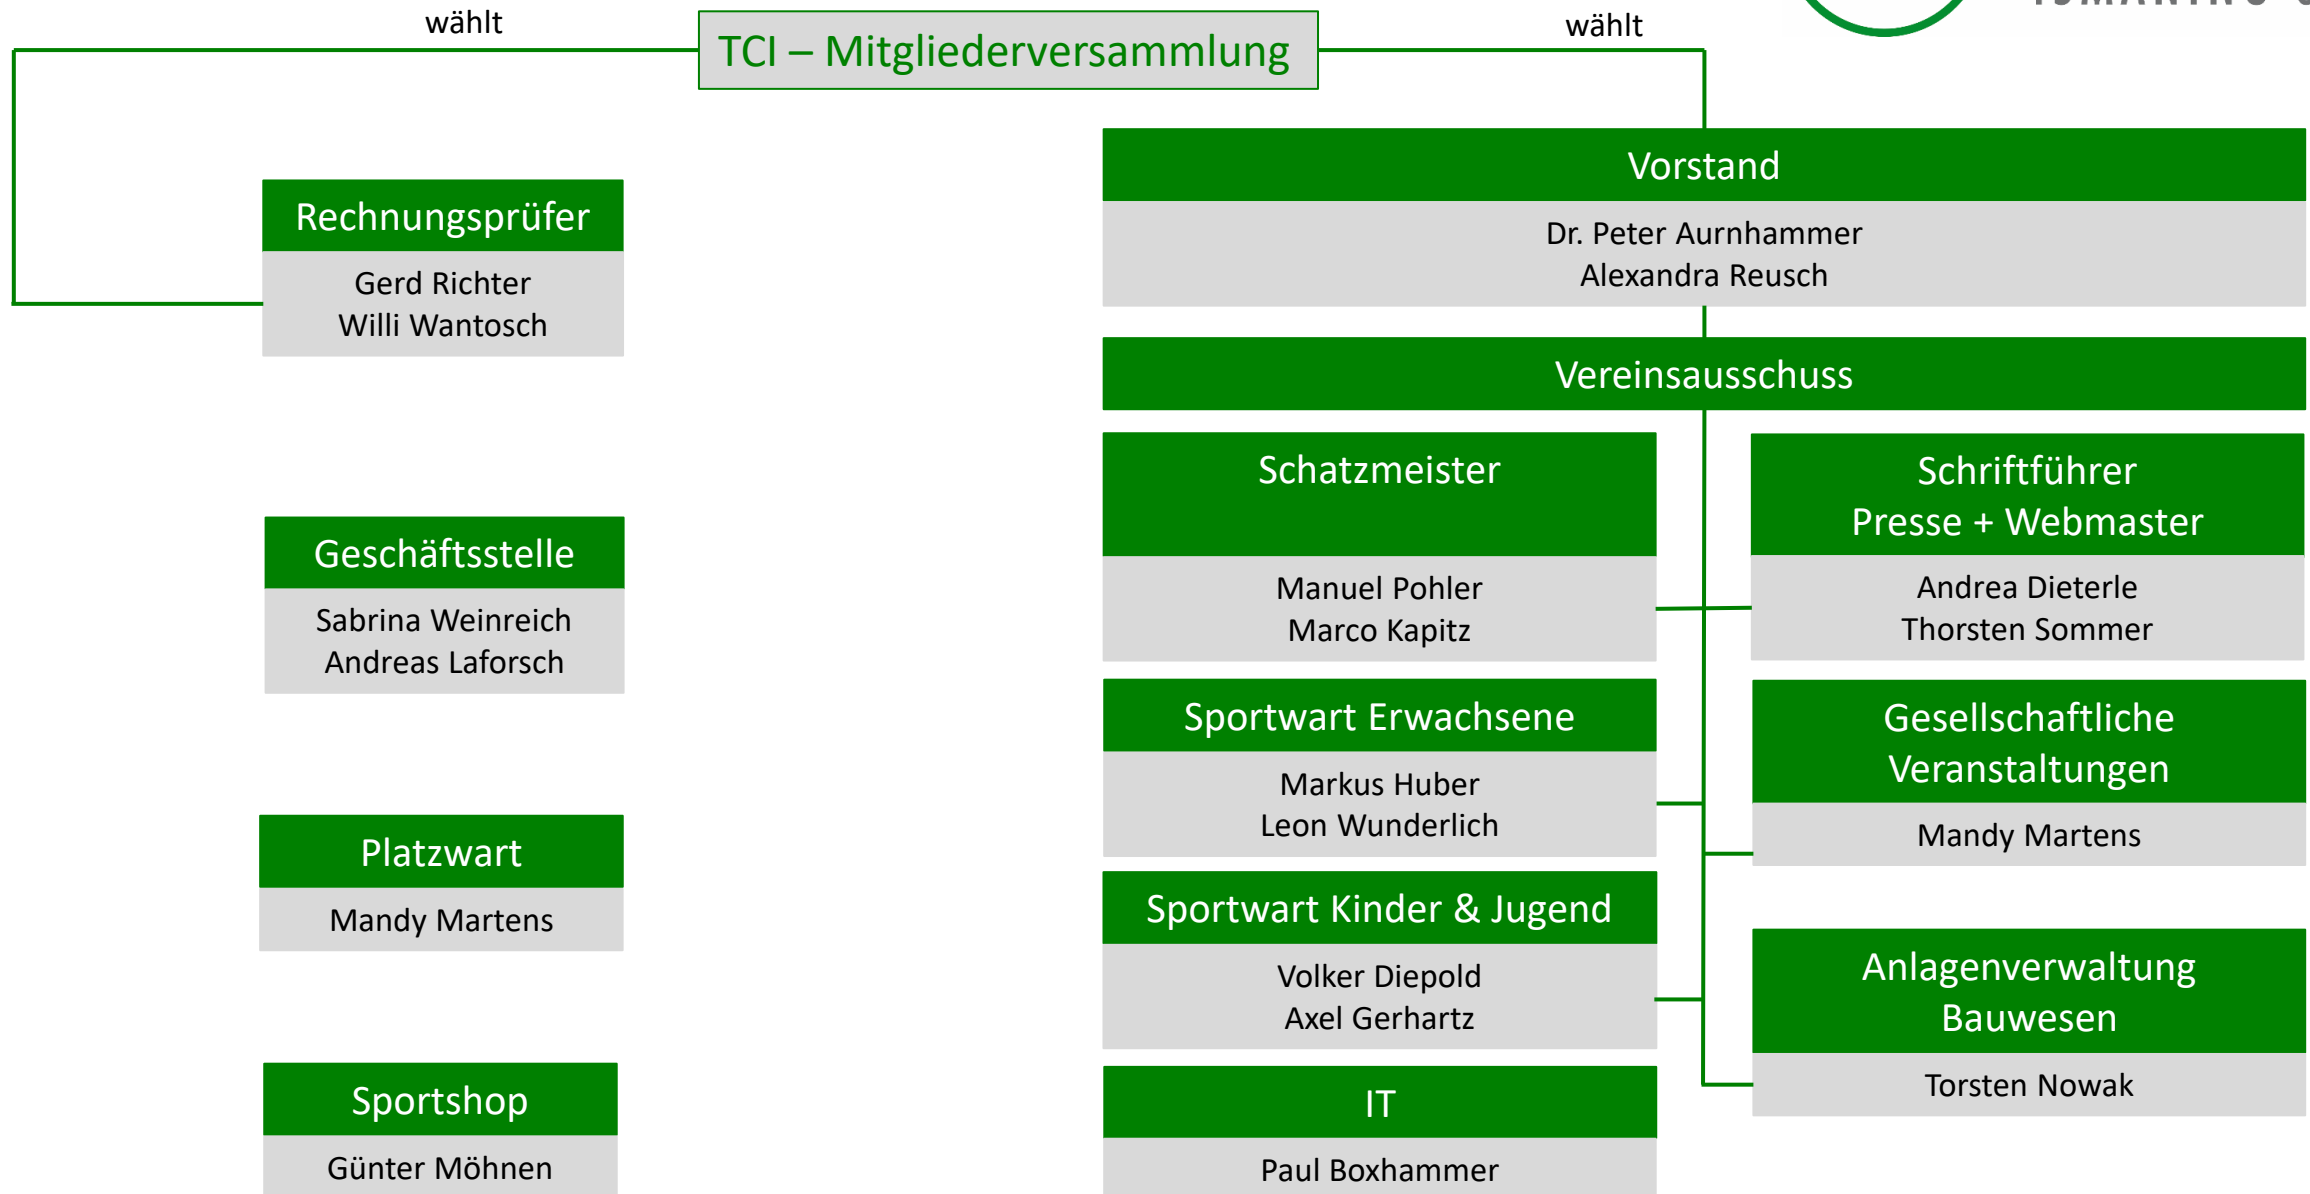 wählt
TCI – Mitgliederversammlung
wählt
Rechnungsprüfer
Gerd Richter
Willi Wantosch
Geschäftsstelle
Sabrina Weinreich
Andreas Laforsch
Platzwart
Mandy Martens
Sportshop
Günter Möhnen
Vorstand
Dr. Peter Aurnhammer
Alexandra Reusch
Vereinsausschuss
Schatzmeister
Manuel Pohler
Marco Kapitz
Schriftführer
Presse + Webmaster
Andrea Dieterle
Thorsten Sommer
Sportwart Erwachsene
Markus Huber
Leon Wunderlich
Gesellschaftliche
Veranstaltungen
Mandy Martens
Sportwart Kinder & Jugend
Volker Diepold
Axel Gerhartz
Anlagenverwaltung
Bauwesen
Torsten Nowak
IT
Paul Boxhammer